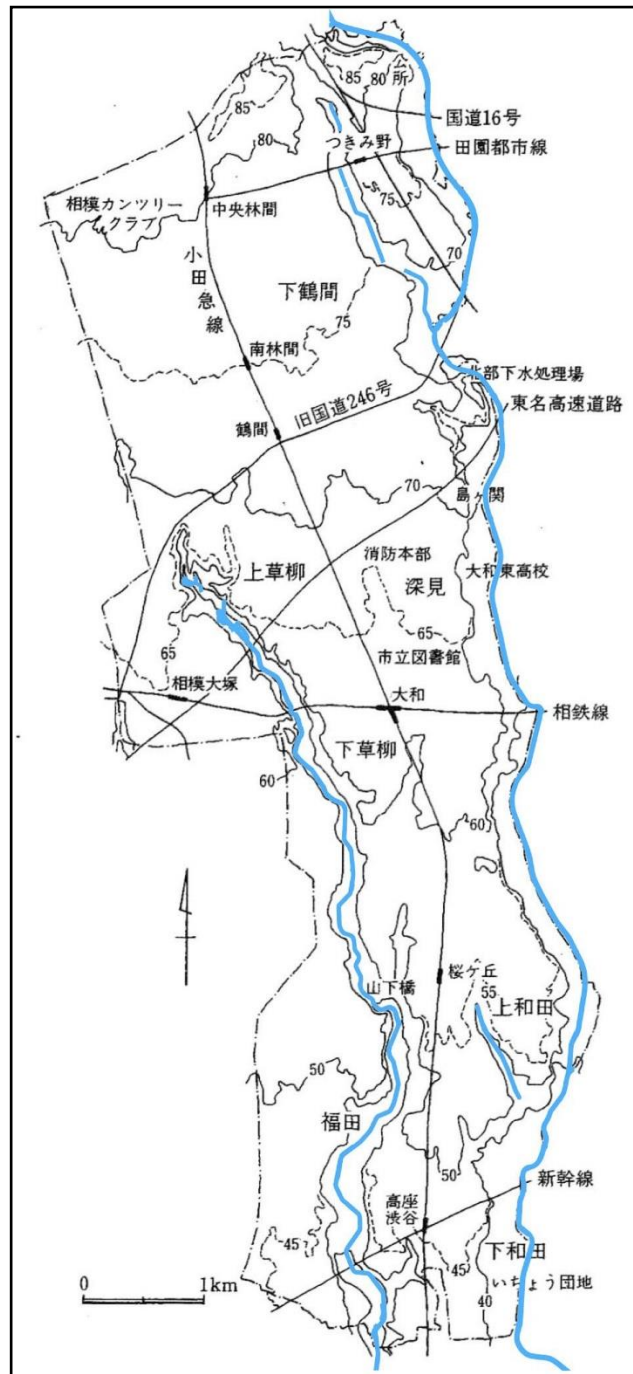 85
80
所
85
国道16号
80
つきみ野
田園都市線
相模カンツリー
クラブ
中央林間
75
70
小田急線
下鶴間
75
南林間
北部下水処理場
旧国道246号
東名高速道路
鶴間
70
島ヶ関
上草柳
消防本部
深見
大和東高校
65
65
市立図書館
相模大塚
大和
相鉄線
下草柳
60
60
桜ケ丘
山下橋
55
上和田
50
福田
50
新幹線
高座
渋谷
45
下和田
45
いちょう団地
40
0
1km